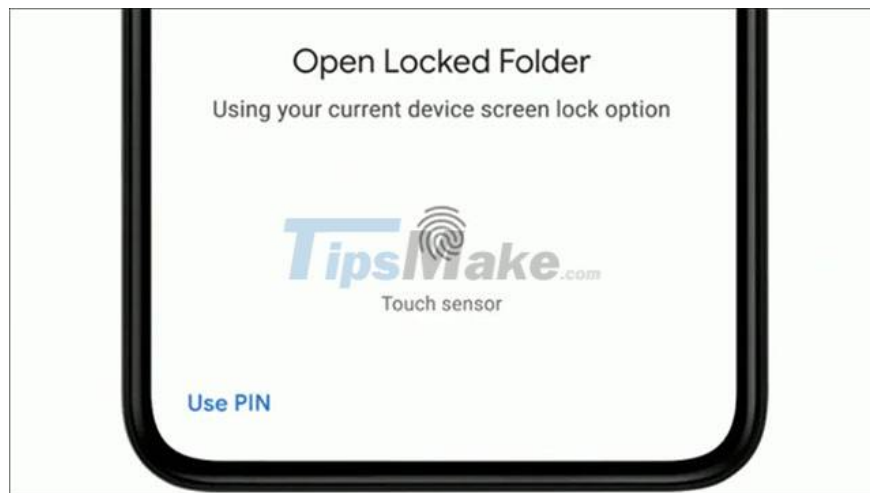 Open Locked Folder
Using your current device screen lock option
TipsMake.com
Touch sensor
Use PIN